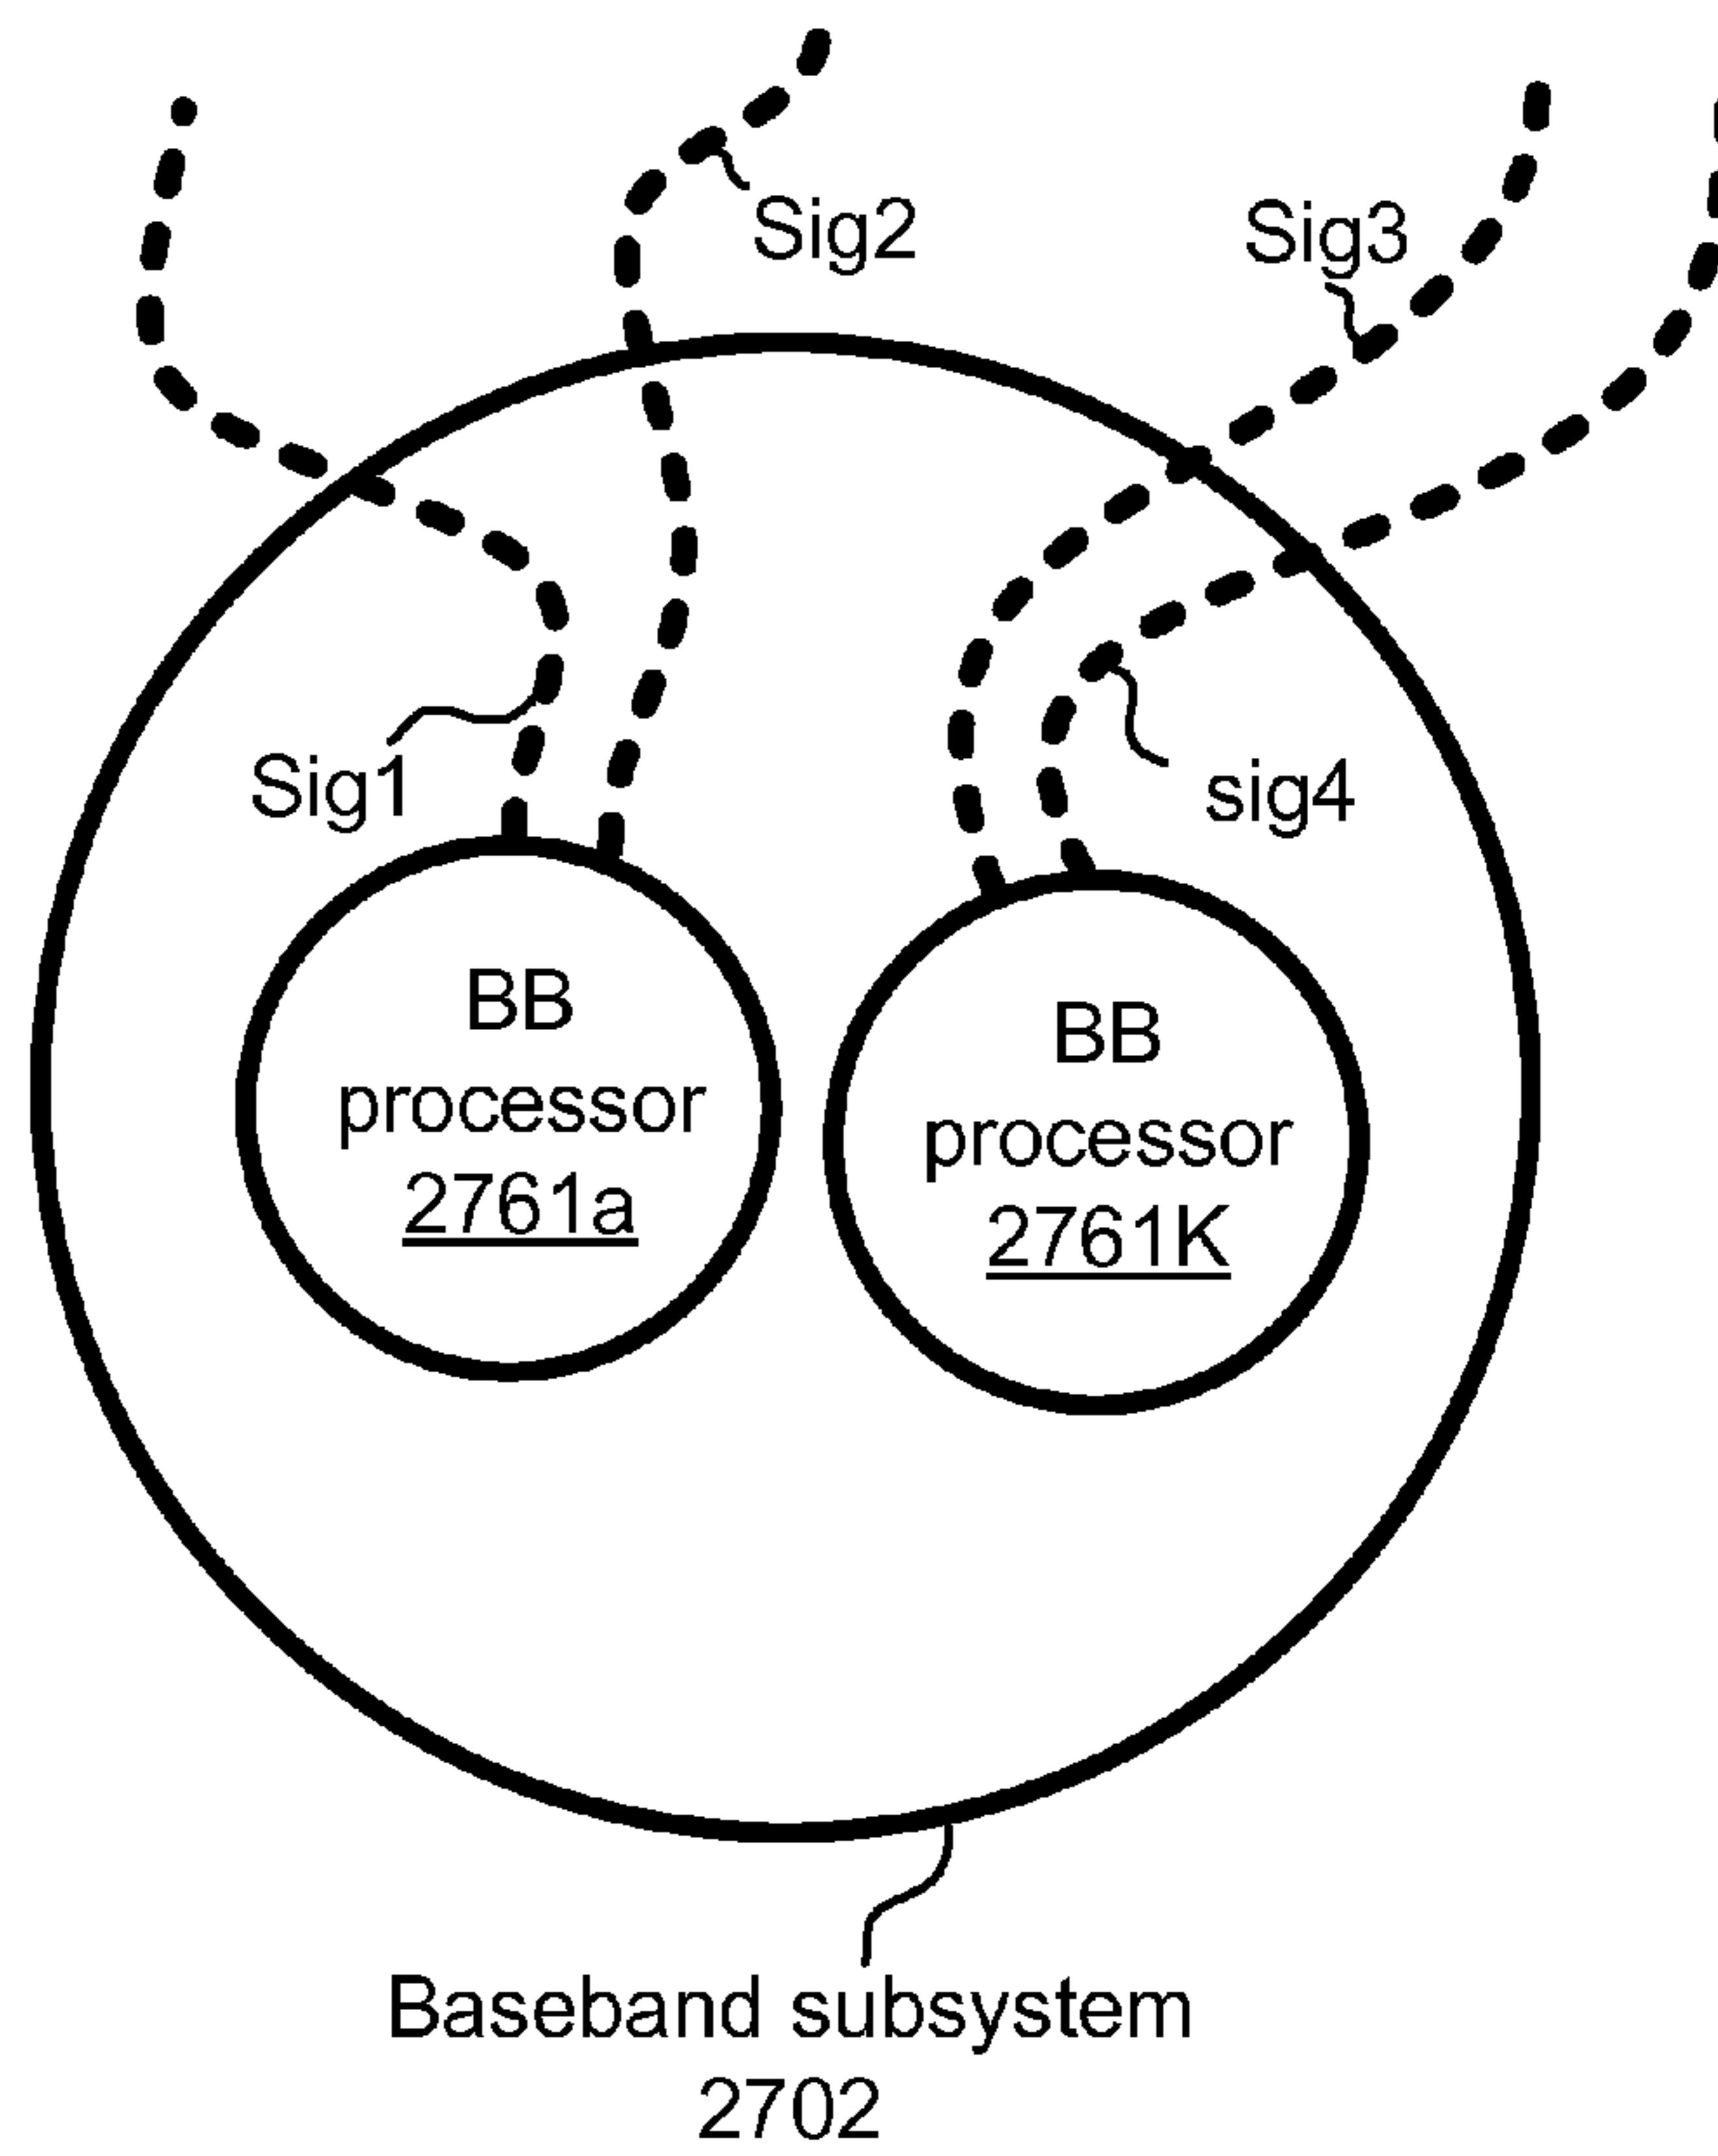 Sig2
Sig3
Sig1
sig4
BB
processor
2761a
BB
processor
2761K
Baseband subsystem
2702